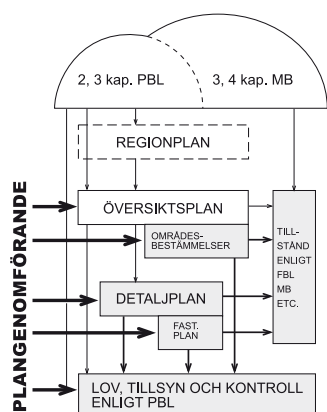 2, 3 kap. PBL
3, 4 kap. MB
REGIONPLAN
PLANGENOMFÖRANDE
ÖVERSIKTSPLAN
OMRÅDES-
BESTÄMMELSER
TILL-
STÅND
ENLIGT
FBL
MB
ETC.
DETALJPLAN
FAST.
PLAN
LOV, TILLSYN OCH KONTROLL
ENLIGT PBL